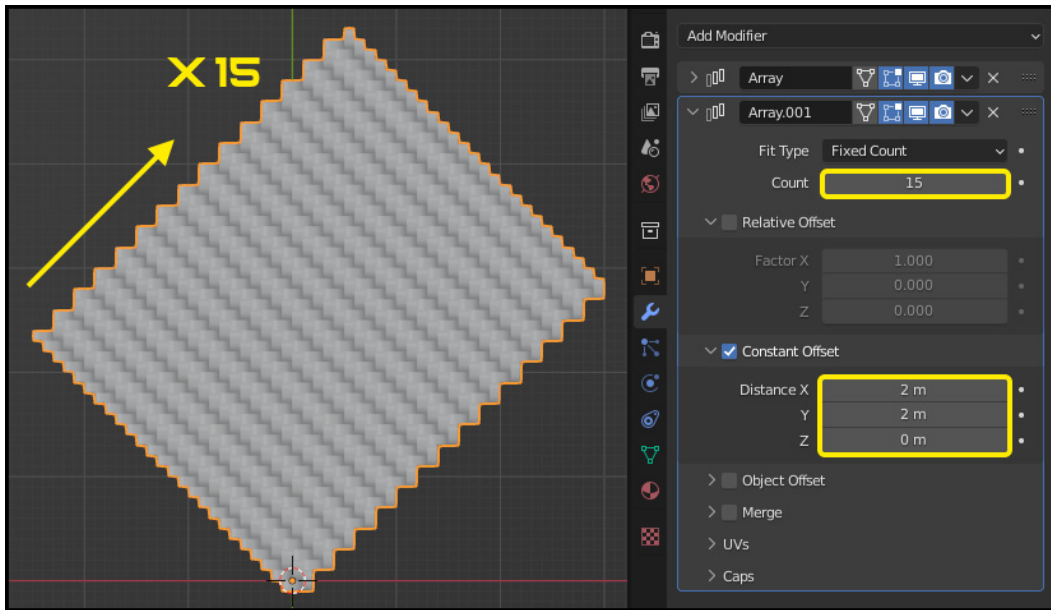 X 15
Add Modifier
Array
Array.001
Fit Type Fixed Count
Count 15
Relative Offset
Factor X 1.000
Y 0.000
Z 0.000
Constant Offset
Distance X 2 m
Y 2 m
Z 0 m
Object Offset
Merge
UVs
Caps